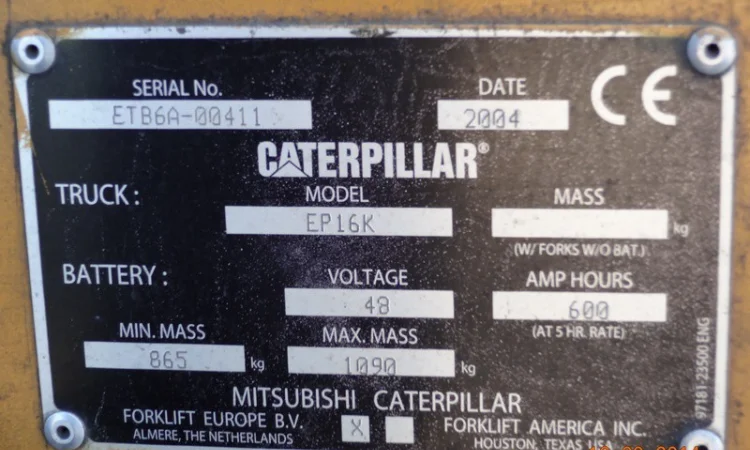 SERIAL No. DATE
ETB6A-00411 2004 CE
CATERPILLAR®
TRUCK: MODEL MASS
EP16K kg
(W/ FORKS W/O BAT.)
BATTERY: VOLTAGE AMP HOURS
48 600
MIN. MASS MAX. MASS (AT 5 HR. RATE)
865 kg 1090 kg
MITSUBISHI CATERPILLAR
FORKLIFT EUROPE B.V. X FORKLIFT AMERICA INC.
ALMERE, THE NETHERLANDS HOUSTON, TEXAS USA
97181-23500 ENG